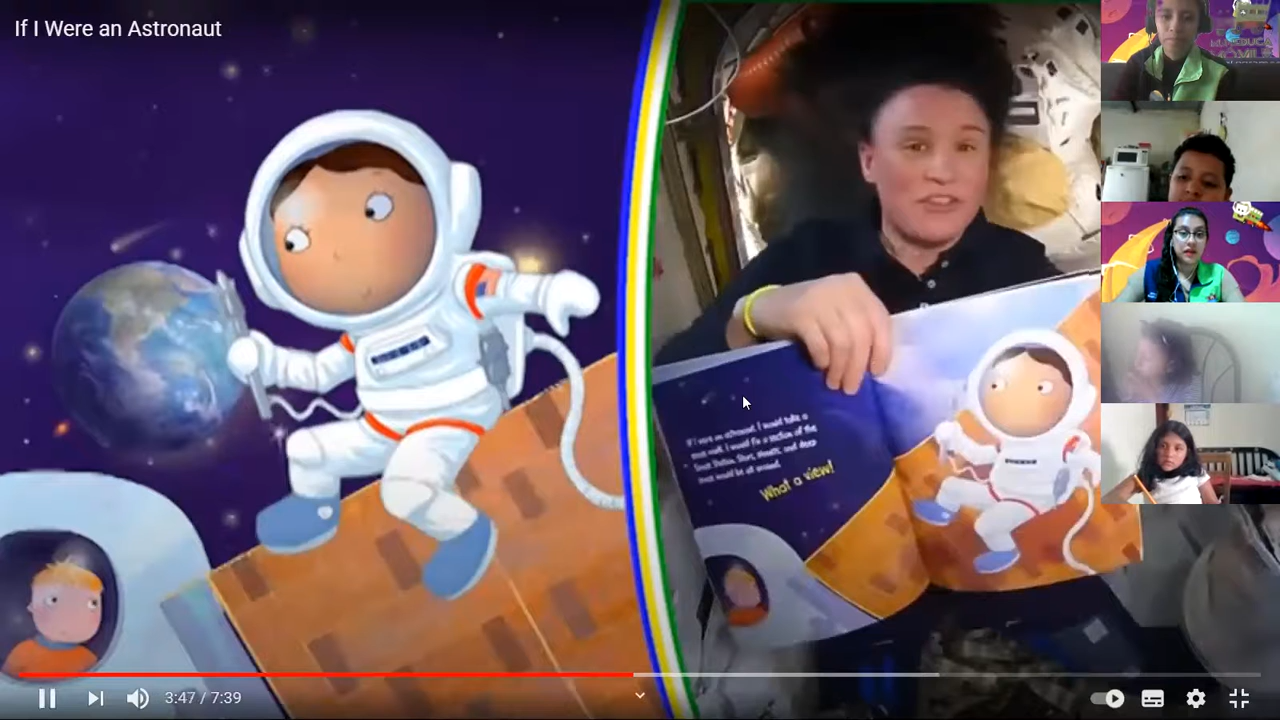 If I Were an Astronaut
If I were an astronaut, I would take a
space walk. I would fix a section of the
Space Station. Stars, planets, and deep
space would be all around.
What a view!
3:47 / 7:39